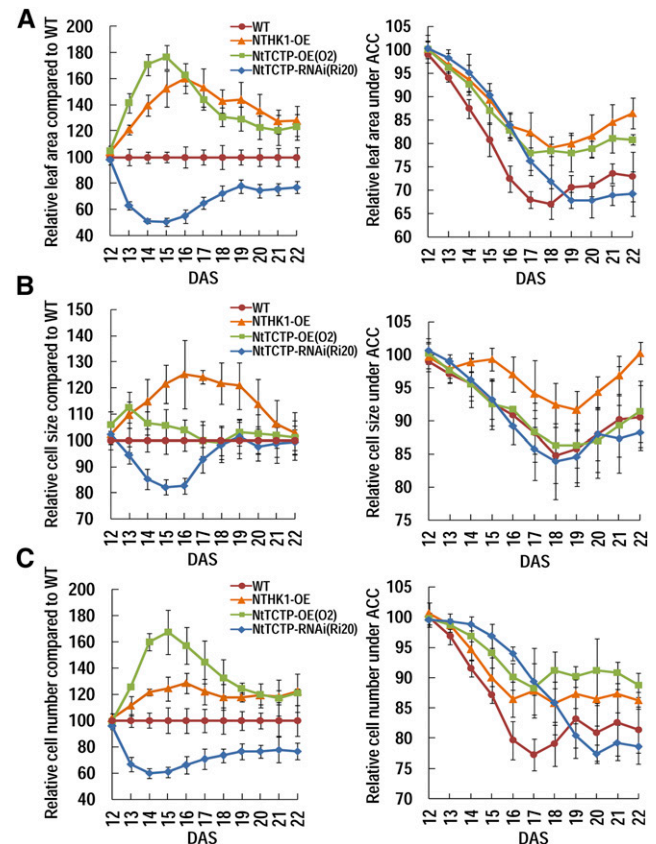 A
Relative leaf area compared to WT
200
180
160
140
120
100
80
60
40
12 13 14 15 16 17 18 19 20 21 22
DAS
WT
NTHK1-OE
NtTCTP-OE(O2)
NtTCTP-RNAi(Ri20)
Relative leaf area under ACC
105
100
95
90
85
80
75
70
65
60
12 13 14 15 16 17 18 19 20 21 22
DAS
B
Relative cell size compared to WT
150
140
130
120
110
100
90
80
70
12 13 14 15 16 17 18 19 20 21 22
DAS
WT
NTHK1-OE
NtTCTP-OE(O2)
NtTCTP-RNAi(Ri20)
Relative cell size under ACC
105
100
95
90
85
80
75
12 13 14 15 16 17 18 19 20 21 22
DAS
C
Relative cell number compared to WT
200
180
160
140
120
100
80
60
40
12 13 14 15 16 17 18 19 20 21 22
DAS
WT
NTHK1-OE
NtTCTP-OE(O2)
NtTCTP-RNAi(Ri20)
Relative cell number under ACC
105
100
95
90
85
80
75
70
12 13 14 15 16 17 18 19 20 21 22
DAS